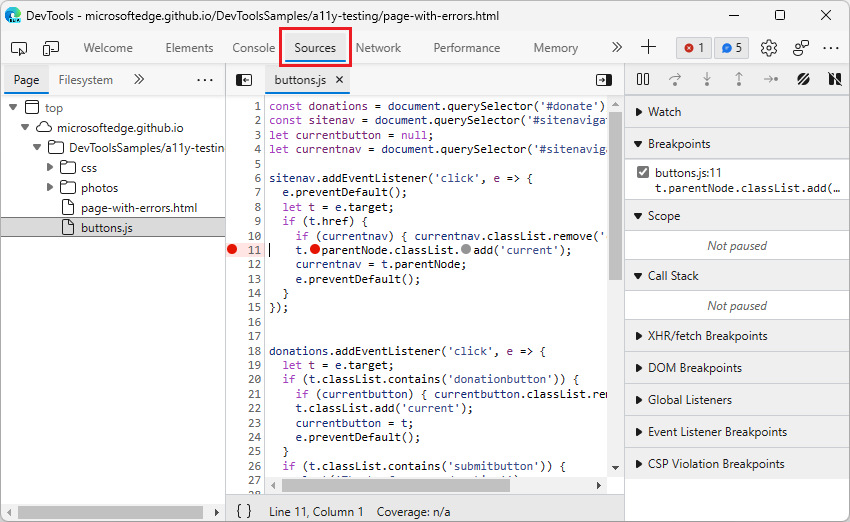 DevTools - microsoftedge.github.io/DevToolsSamples/a11y-testing/page-with-errors.html
Welcome Elements Console Sources Network Performance Memory 1 5
Page Filesystem
buttons.js
top
microsoftedge.github.io
DevToolsSamples/a11y-testing
css
photos
page-with-errors.html
buttons.js
1 const donations = document.querySelector('#donate')
2 const sitenav = document.querySelector('#sitenavigat
3 let currentbutton = null;
4 let currentnav = document.querySelector('#sitenaviga
5
6 sitenav.addEventListener('click', e => {
7 e.preventDefault();
8 let t = e.target;
9 if (t.href) {
10 if (currentnav) { currentnav.classList.remove('
11 t.parentNode.classList.add('current');
12 currentnav = t.parentNode;
13 e.preventDefault();
14 }
15 });
16
17
18 donations.addEventListener('click', e => {
19 let t = e.target;
20 if (t.classList.contains('donationbutton')) {
21 if (currentbutton) { currentbutton.classList.rem
22 t.classList.add('current');
23 currentbutton = t;
24 e.preventDefault();
25 }
26 if (t.classList.contains('submitbutton')) {
27
28
{ } Line 11, Column 1 Coverage: n/a
Watch
Breakpoints
buttons.js:11
t.parentNode.classList.add(…
Scope
Not paused
Call Stack
Not paused
XHR/fetch Breakpoints
DOM Breakpoints
Global Listeners
Event Listener Breakpoints
CSP Violation Breakpoints